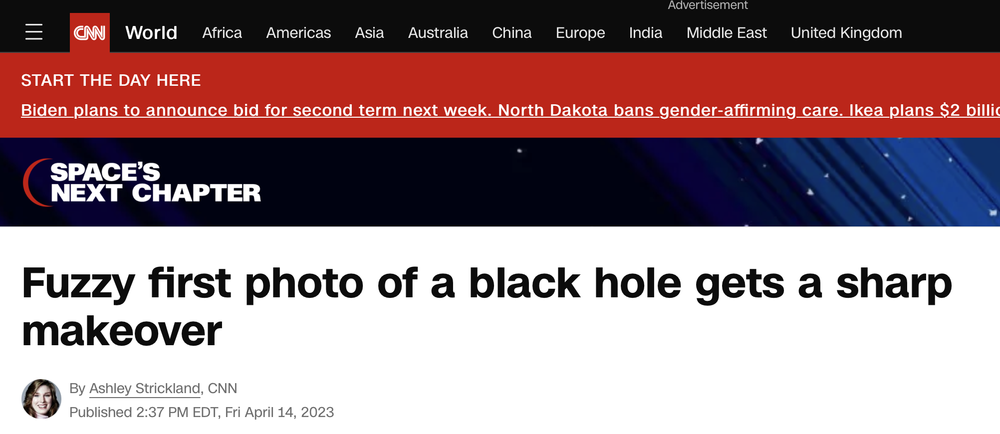 Advertisement
CNN World Africa Americas Asia Australia China Europe India Middle East United Kingdom
START THE DAY HERE
Biden plans to announce bid for second term next week. North Dakota bans gender-affirming care. Ikea plans $2
SPACE’S
NEXT CHAPTER
Fuzzy first photo of a black hole gets a sharp
makeover
By Ashley Strickland, CNN
Published 2:37 PM EDT, Fri April 14, 2023